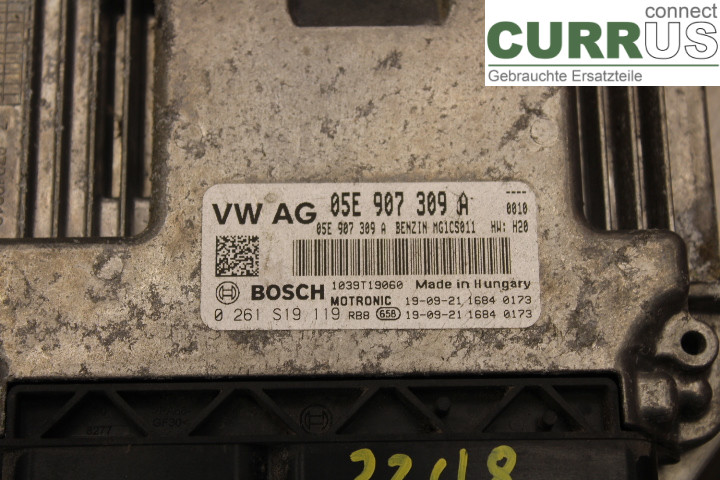 connect
CURRUS
Gebrauchte Ersatzteile
VW AG 05E 907 309 A ----
0010
05E 907 309 A BENZIN MG1CS011 HW: H20
1039T19060 Made in Hungary
BOSCH MOTRONIC 19-09-21 1684 0173
0 261 S19 119 RB8 658 19-09-21 1684 0173